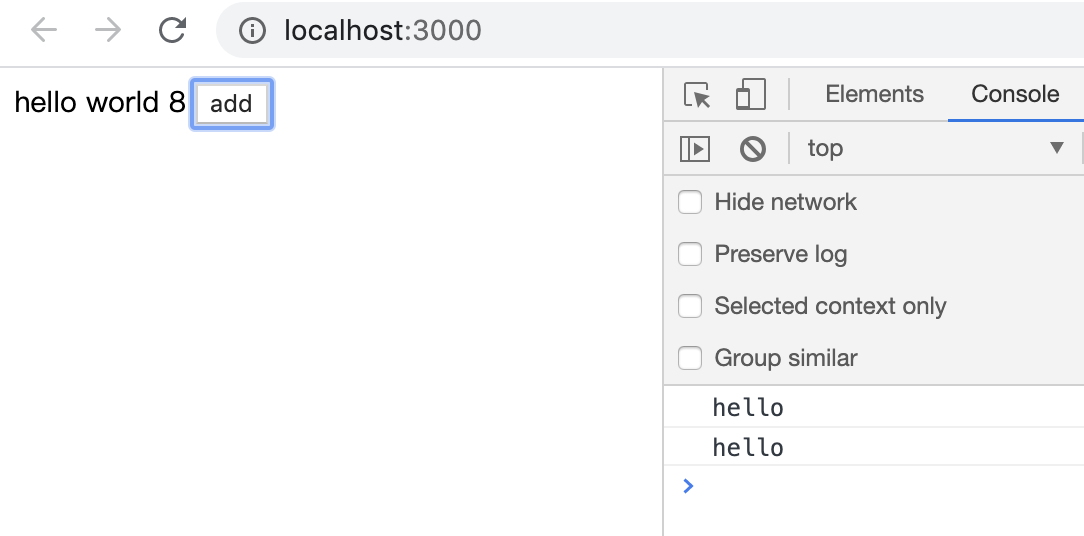 localhost:3000
hello world 8 add
Elements Console
top
Hide network
Preserve log
Selected context only
Group similar
hello
hello